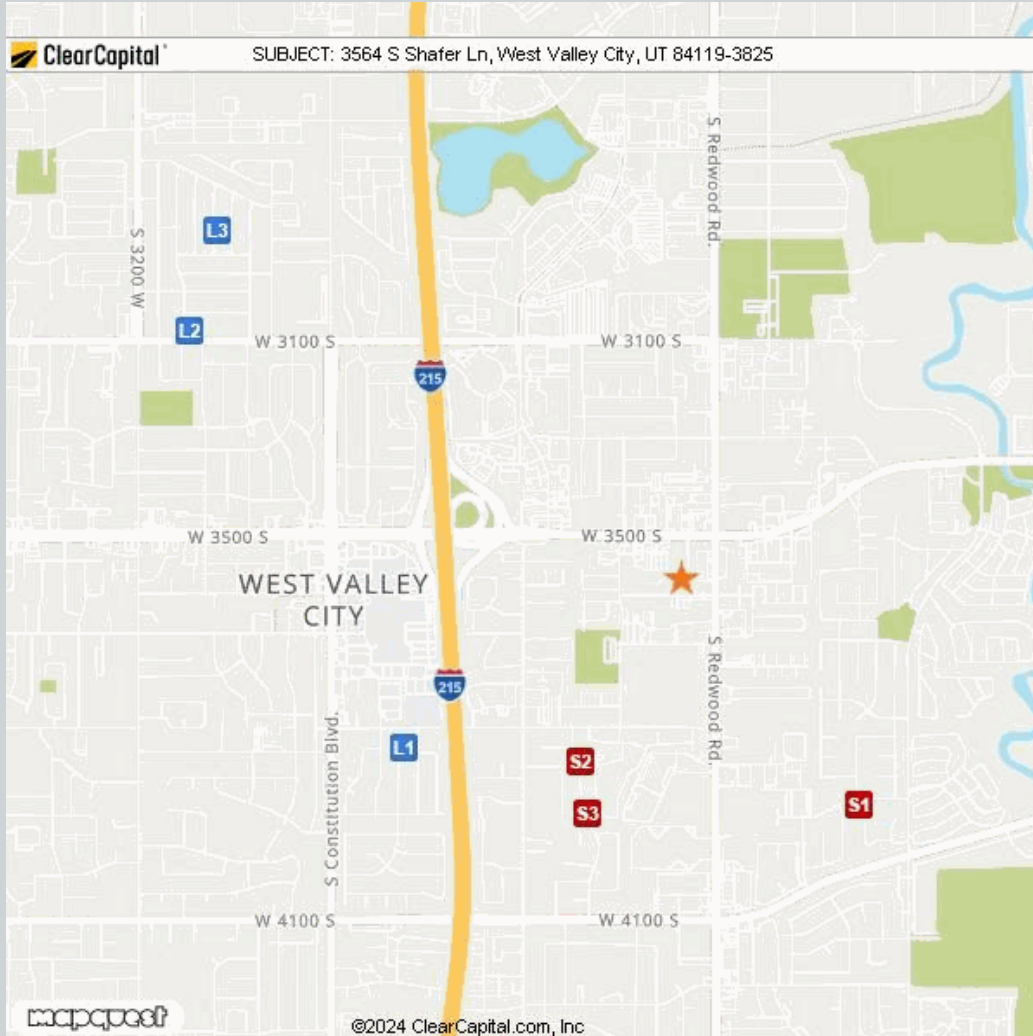 ClearCapital
SUBJECT: 3564 S Shafer Ln, West Valley City, UT 84119-3825
S Redwood Rd.
L3
S 3200 W
L2
W 3100 S
W 3100 S
215
W 3500 S
W 3500 S
WEST VALLEY
CITY
S Redwood Rd.
215
S Constitution Blvd.
L1
S2
S1
S3
W 4100 S
W 4100 S
mapquest
©2024 ClearCapital.com, Inc